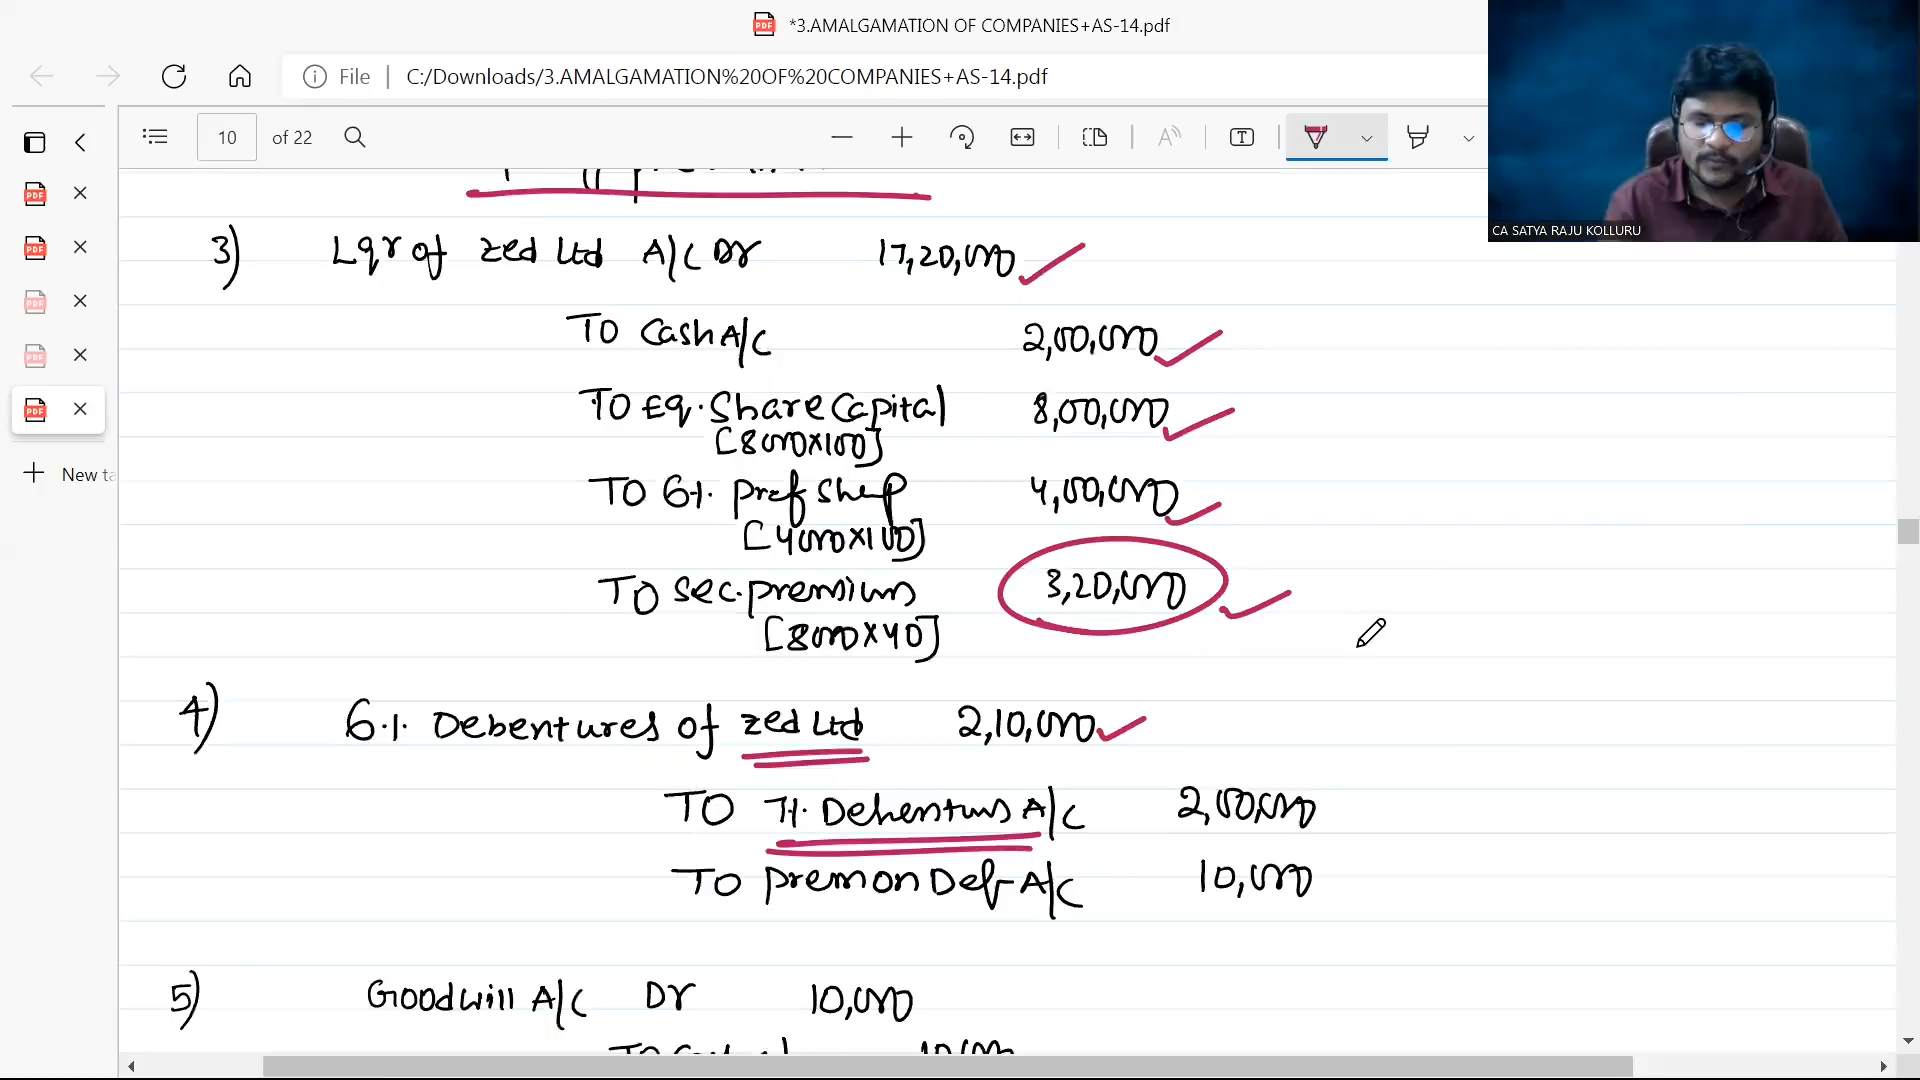 *3.AMALGAMATION OF COMPANIES+AS-14.pdf
File | C:/Downloads/3.AMALGAMATION%20OF%20COMPANIES+AS-14.pdf
10 of 22
CA SATYA RAJU KOLLURU
New ta
3) Lqr of zed Ltd A/C Dr 17,20,000
TO Cash A/C 2,00,000
TO Eq. Share Capital 8,00,000
[8000x100]
TO 6%. Pref Shcap 4,00,000
[4000x100]
TO Sec. premium 3,20,000
[8000x40]
4) 6%. Debentures of zed Ltd 2,10,000
TO 7%. Debentures A/C 2,00,000
TO prem on Deb A/C 10,000
5) Goodwill A/C Dr 10,000